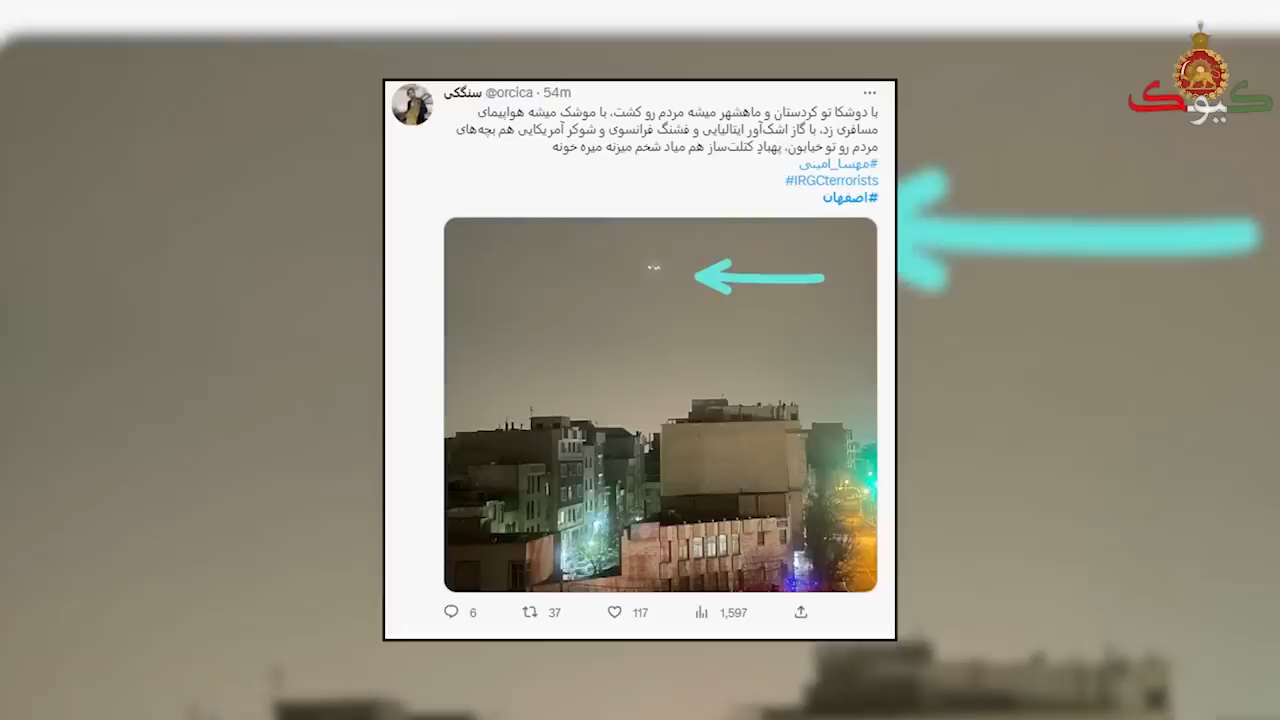 سنگکی @orcica · 54m
با دوشکا تو کردستان و ماهشهر میشه مردم رو کشت، با موشک میشه هواپیمای
مسافری زد، با گاز اشک‌آور ایتالیایی و فشنگ فرانسوی و شوکر آمریکایی هم بچه‌های
مردم رو تو خیابون. پهپادِ کتلت‌ساز هم میاد شخم میزنه میره خونه
#مهسا_امینی
#IRGCterrorists
#اصفهان
6 37 117 1,597
کیوک